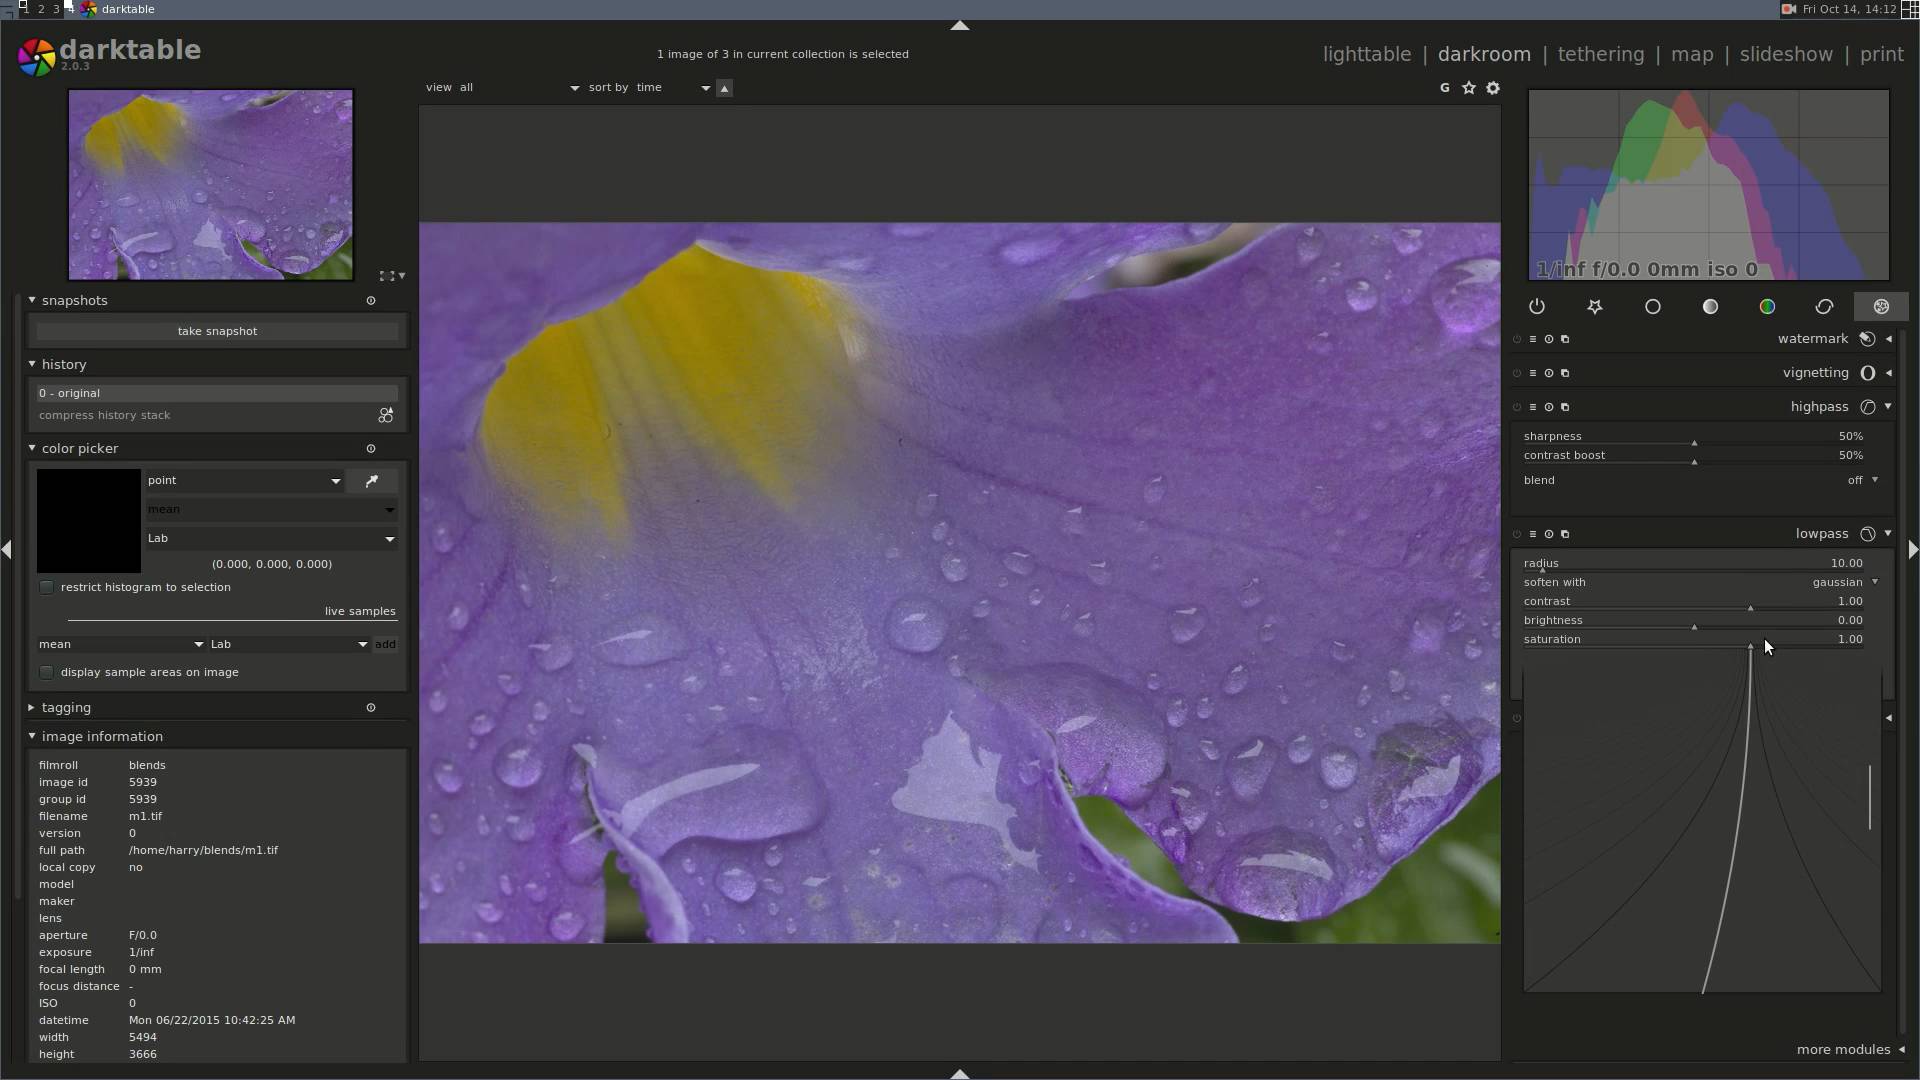 1 2 3 4 darktable
Fri Oct 14, 14:12
darktable
2.0.3
1 image of 3 in current collection is selected
lighttable | darkroom | tethering | map | slideshow | print
view all
sort by time
G
1/inf f/0.0 0mm iso 0
snapshots
take snapshot
history
0 - original
compress history stack
color picker
point
mean
Lab
(0.000, 0.000, 0.000)
restrict histogram to selection
live samples
mean Lab add
display sample areas on image
tagging
image information
filmroll blends
image id 5939
group id 5939
filename m1.tif
version 0
full path /home/harry/blends/m1.tif
local copy no
model
maker
lens
aperture F/0.0
exposure 1/inf
focal length 0 mm
focus distance -
ISO 0
datetime Mon 06/22/2015 10:42:25 AM
width 5494
height 3666
watermark
vignetting
highpass
sharpness 50%
contrast boost 50%
blend off
lowpass
radius 10.00
soften with gaussian
contrast 1.00
brightness 0.00
saturation 1.00
more modules